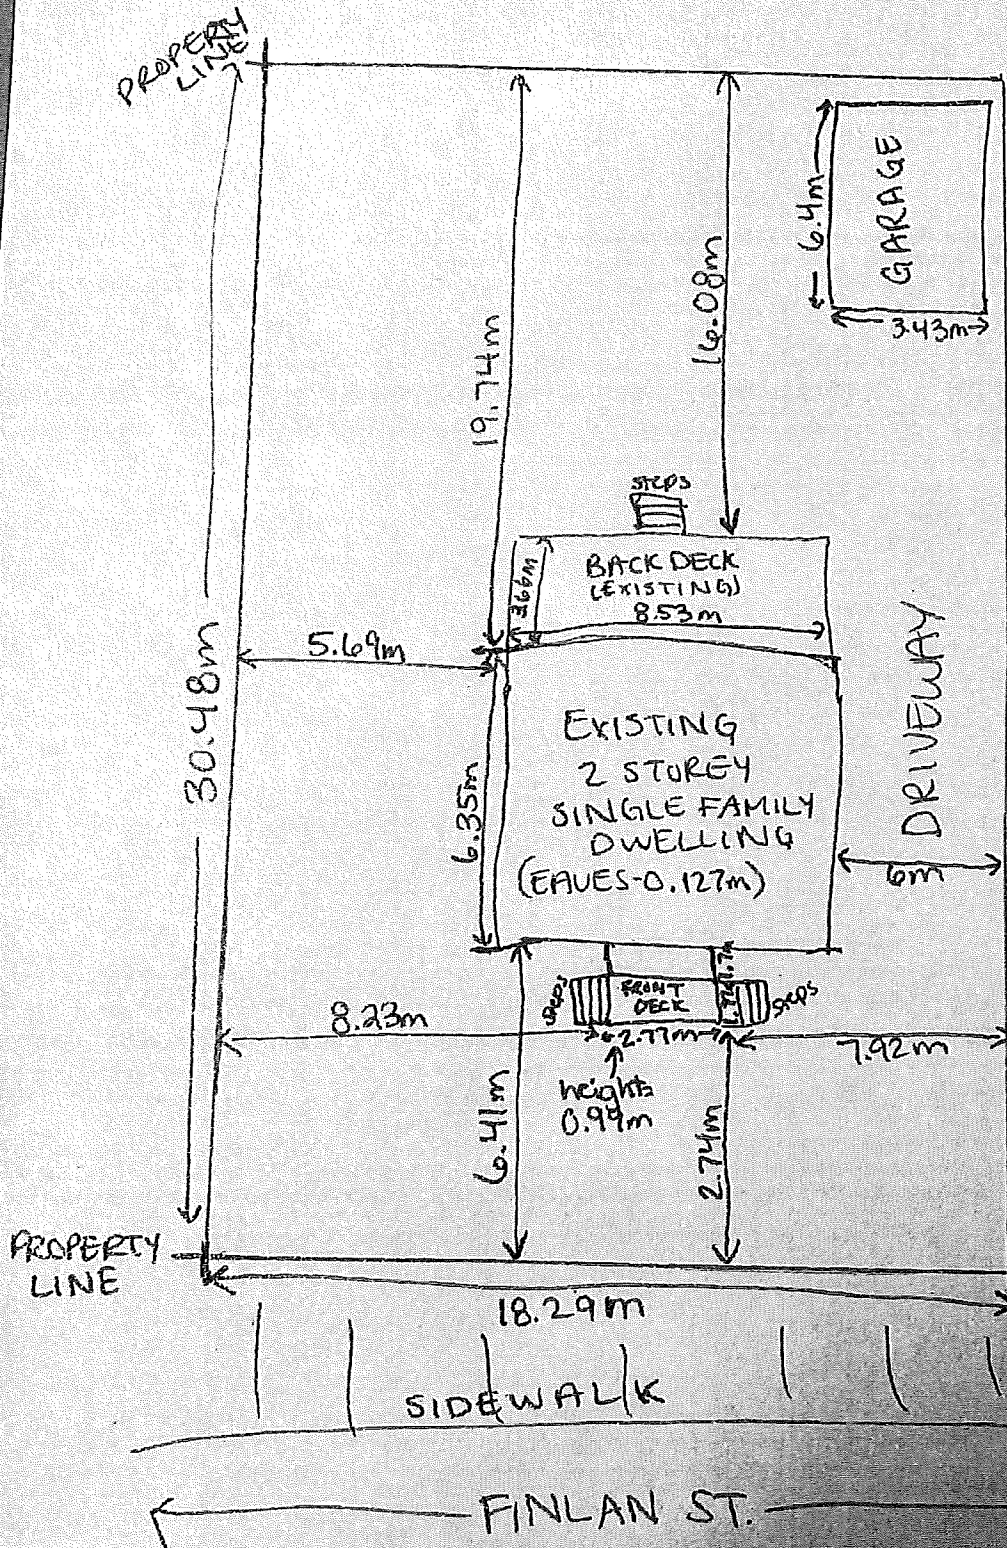 PROPERTY
LINE
GARAGE
6.4m
3.43m
16.08m
19.74m
STEPS
BACK DECK
(EXISTING)
8.53m
3.66m
5.69m
30.48m
EXISTING
2 STOREY
SINGLE FAMILY
DWELLING
(EAVES-0.127m)
6.35m
DRIVEWAY
6m
steps
FRONT
DECK
steps
8.23m
2.77m
7.92m
heights
0.99m
6.41m
2.74m
PROPERTY
LINE
18.29m
SIDEWALK
FINLAN ST.